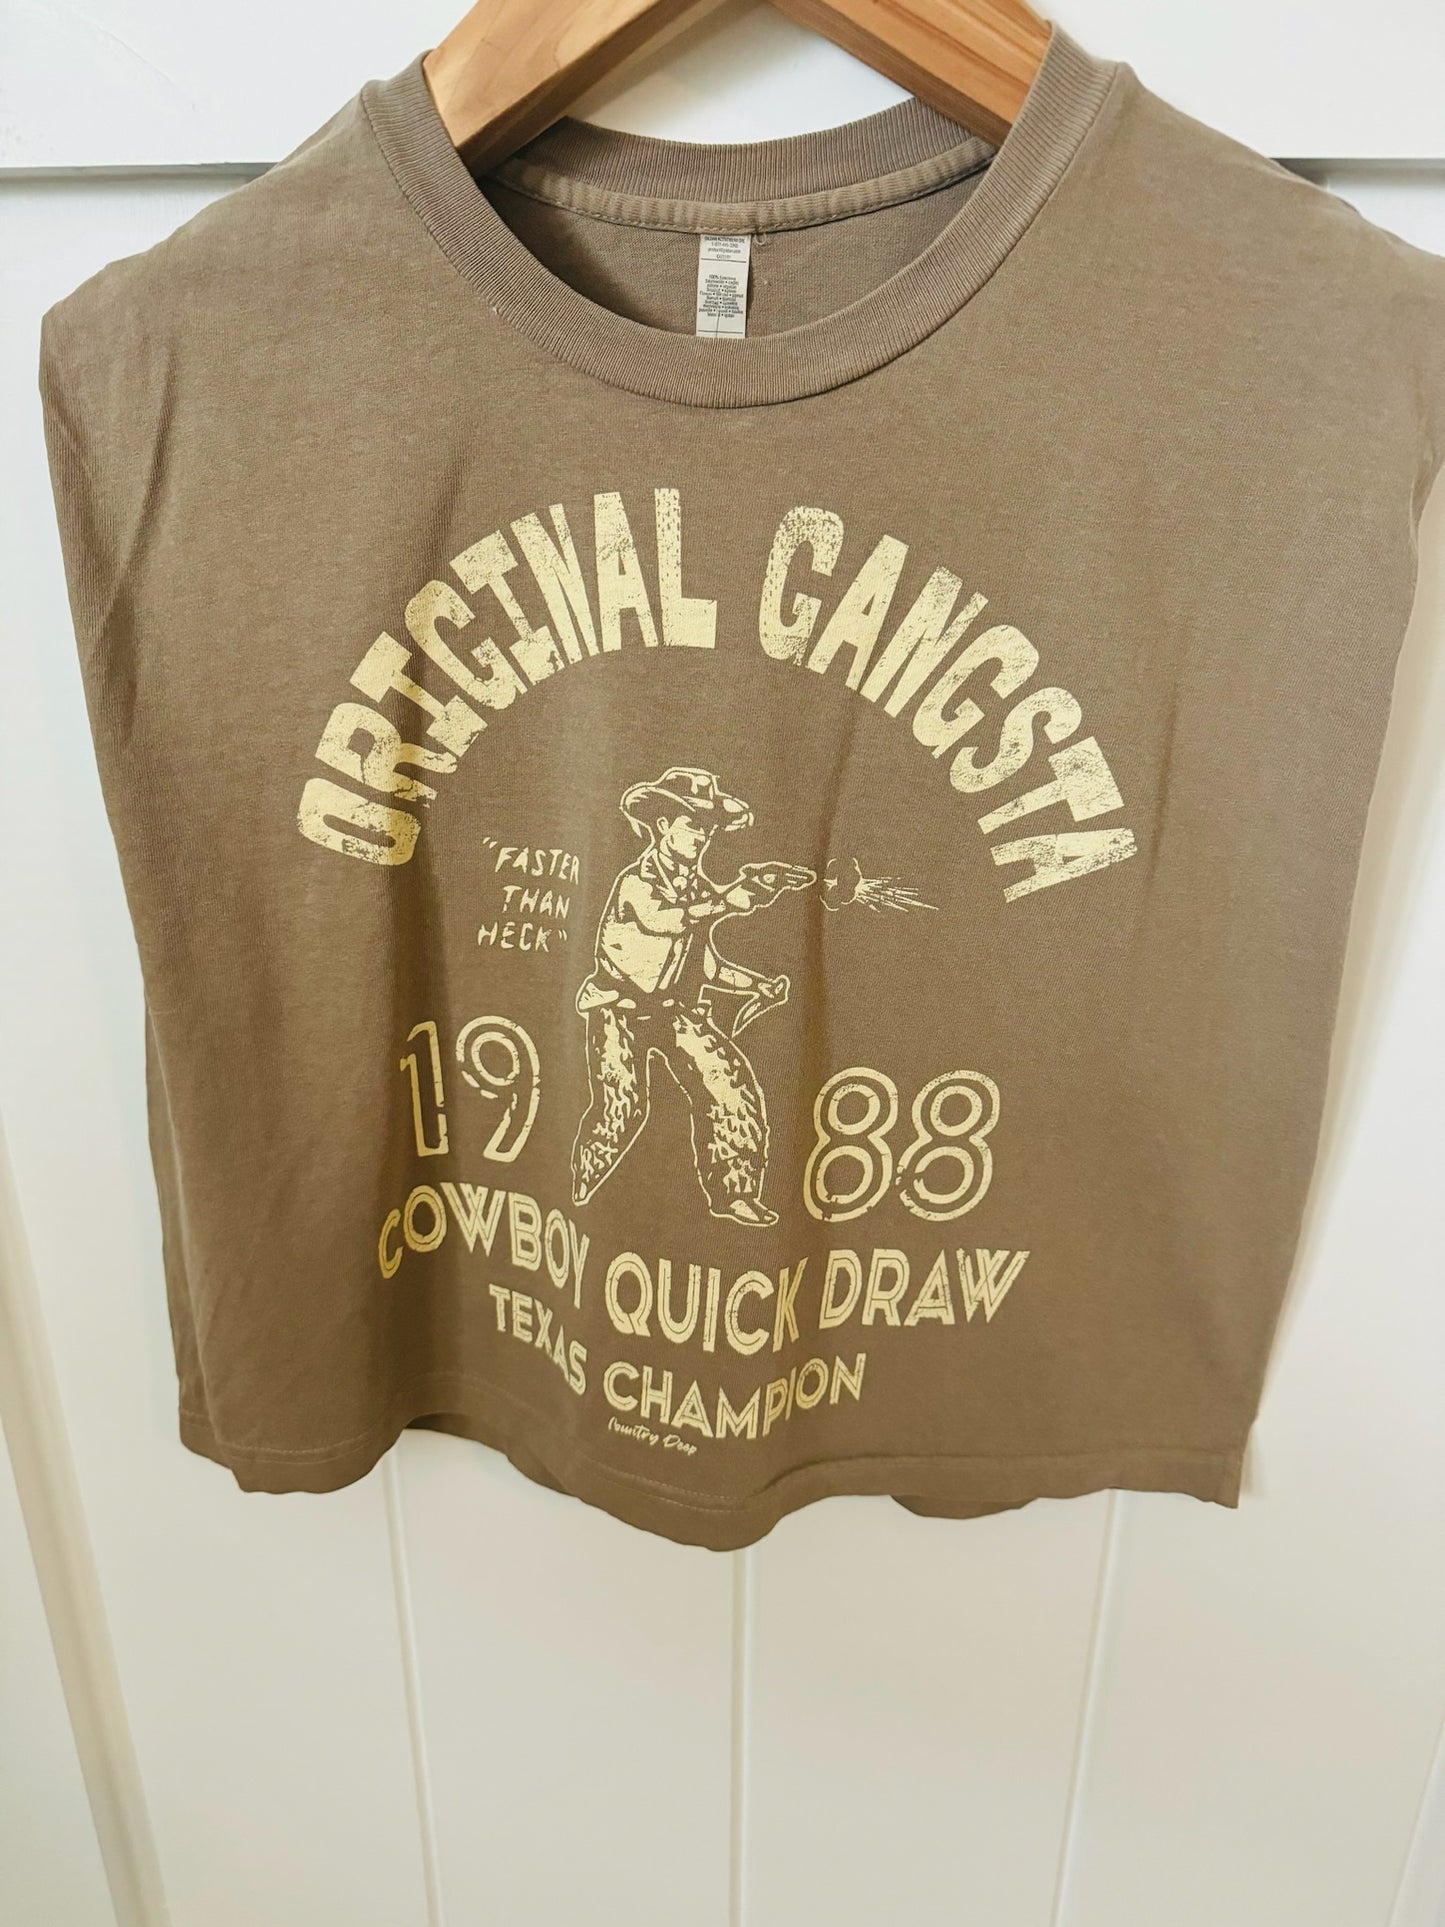 ORIGINAL GANGSTA
"FASTER
THAN
HECK"
19 88
COWBOY QUICK DRAW
TEXAS CHAMPION
Country Deep